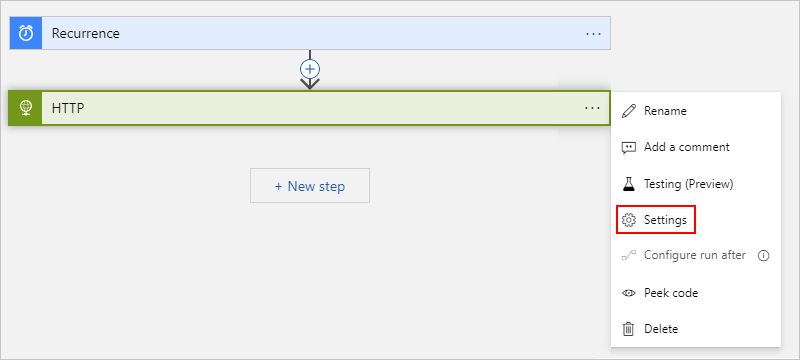 Recurrence
...
HTTP
...
+ New step
Rename
Add a comment
Testing (Preview)
Settings
Configure run after
Peek code
Delete